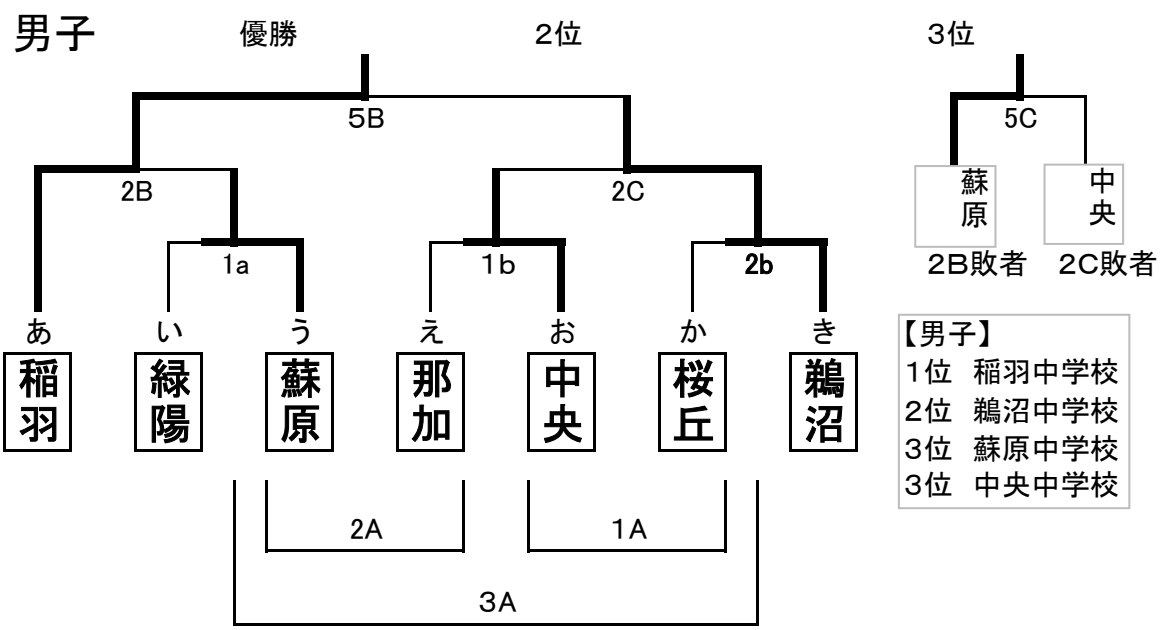 男子 優勝 2位 3位
5B 5C
2B 2C
蘇原 中央
1a 1b 2b
2B敗者 2C敗者
あ い う え お か き
稲羽 緑陽 蘇原 那加 中央 桜丘 鵜沼
【男子】
1位 稲羽中学校
2位 鵜沼中学校
3位 蘇原中学校
3位 中央中学校
2A 1A
3A